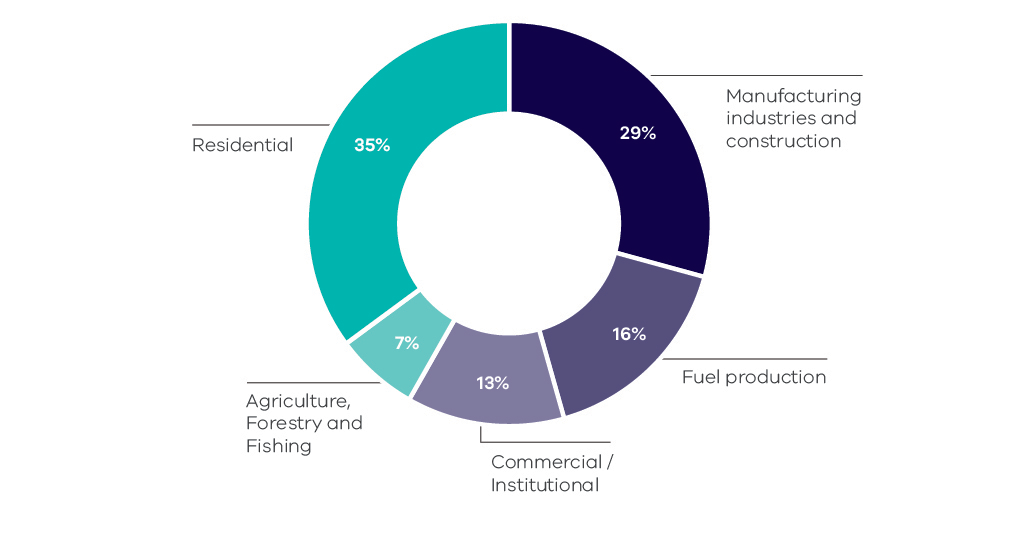 Manufacturing
industries and
construction
29%
35%
Residential
16%
Fuel production
7%
13%
Agriculture,
Forestry and
Fishing
Commercial /
Institutional